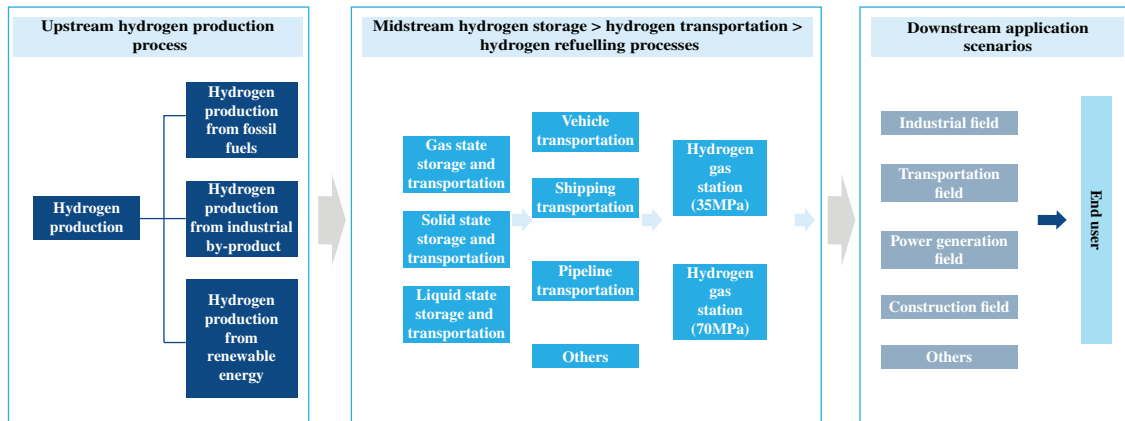 Upstream hydrogen production
process
Hydrogen
production
Hydrogen
production
from fossil
fuels
Hydrogen
production
from industrial
by-product
Hydrogen
production
from
renewable
energy
Midstream hydrogen storage > hydrogen transportation >
hydrogen refuelling processes
Gas state
storage and
transportation
Solid state
storage and
transportation
Liquid state
storage and
transportation
Vehicle
transportation
Shipping
transportation
Pipeline
transportation
Others
Hydrogen
gas
station
(35MPa)
Hydrogen
gas
station
(70MPa)
Downstream application
scenarios
Industrial field
Transportation
field
Power generation
field
Construction field
Others
End user